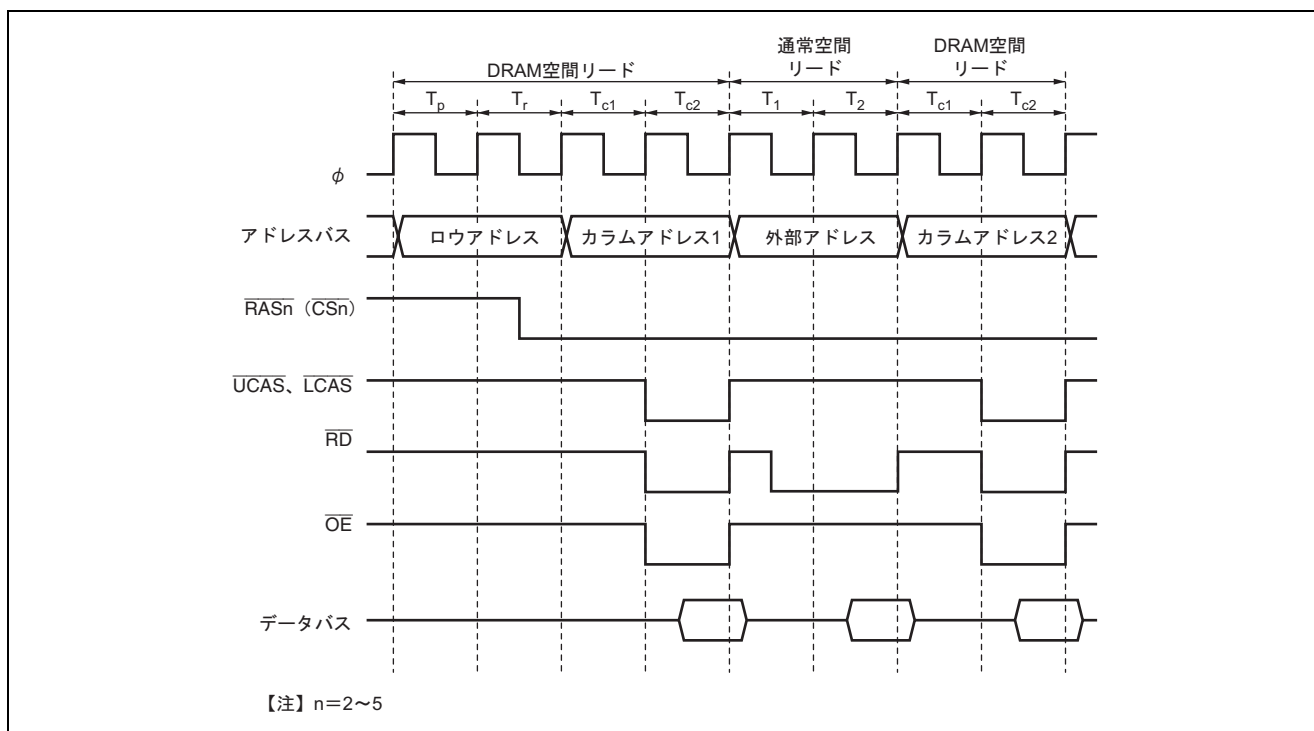 通常空間
リード
DRAM空間
リード
DRAM空間リード
Tp Tr Tc1 Tc2 T1 T2 Tc1 Tc2
φ
アドレスバス ロウアドレス カラムアドレス1 外部アドレス カラムアドレス2
RASn（CSn）
UCAS、LCAS
RD
OE
データバス
【注】n＝2～5